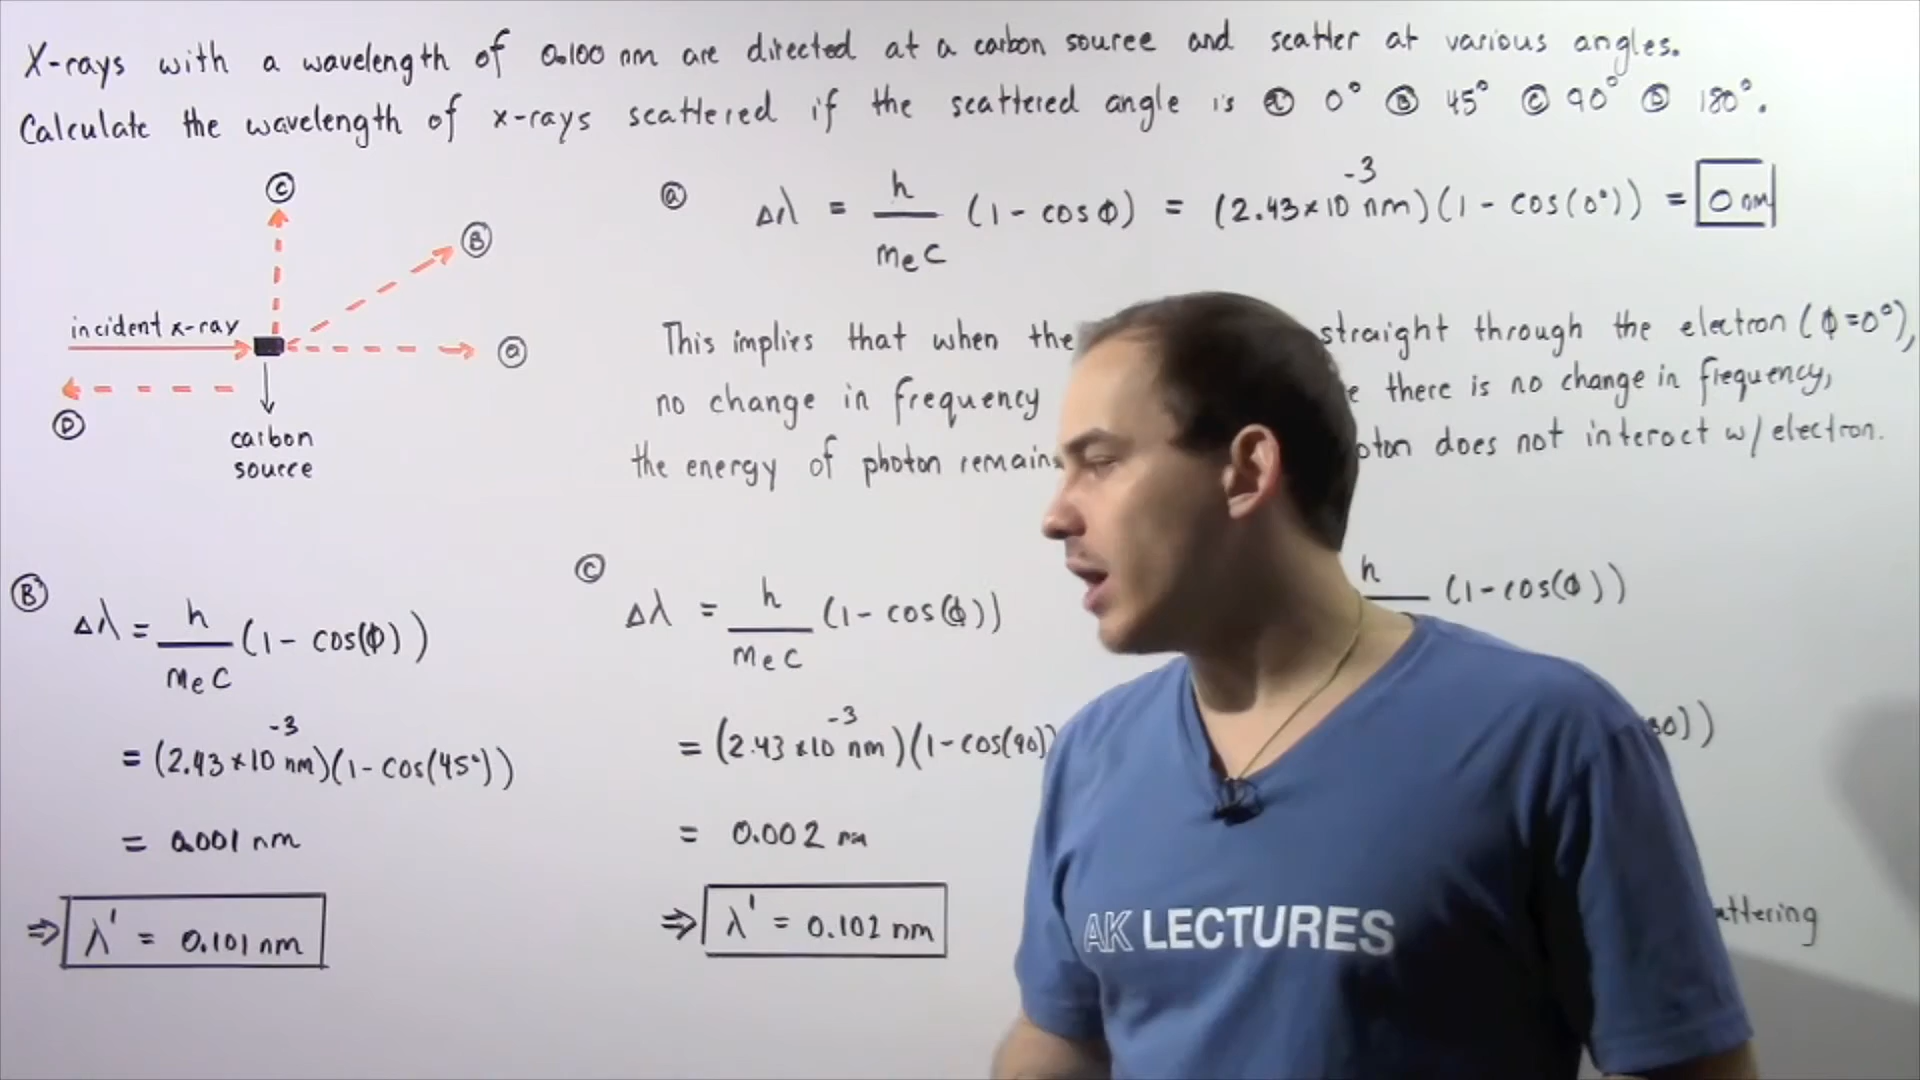 X-rays with a wavelength of 0.100 nm are directed at a carbon source and scatter at various angles.
Calculate the wavelength of x-rays scattered if the scattered angle is Ⓐ 0° Ⓑ 45° Ⓒ 90° Ⓓ 180°.
Ⓒ
Ⓑ
incident x-ray
ⓐ
Ⓓ
carbon
source
ⓐ Δλ = h/mₑc (1 - cosϕ) = (2.43×10⁻³ nm)(1 - cos(0°)) = 0 nm
This implies that when the straight through the electron (ϕ=0°),
no change in frequency there is no change in frequency,
the energy of photon remains does not interact w/ electron.
Ⓑ Δλ = h/mₑc (1 - cos(ϕ))
= (2.43×10⁻³ nm)(1 - cos(45°))
= 0.001 nm
⇒ λ' = 0.101 nm
Ⓒ Δλ = h/mₑc (1 - cos(ϕ))
= (2.43×10⁻³ nm)(1 - cos(90))
= 0.002 nm
⇒ λ' = 0.102 nm
h (1 - cos(ϕ))
AK LECTURES